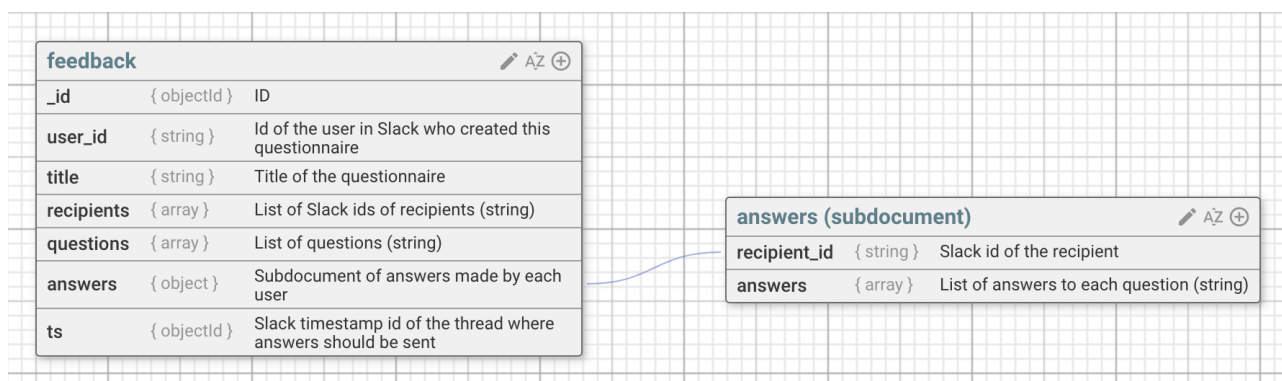 feedback
_id { objectId } ID
user_id { string } Id of the user in Slack who created this
questionnaire
title { string } Title of the questionnaire
recipients { array } List of Slack ids of recipients (string)
questions { array } List of questions (string)
answers { object } Subdocument of answers made by each
user
ts { objectId } Slack timestamp id of the thread where
answers should be sent
answers (subdocument)
recipient_id { string } Slack id of the recipient
answers { array } List of answers to each question (string)